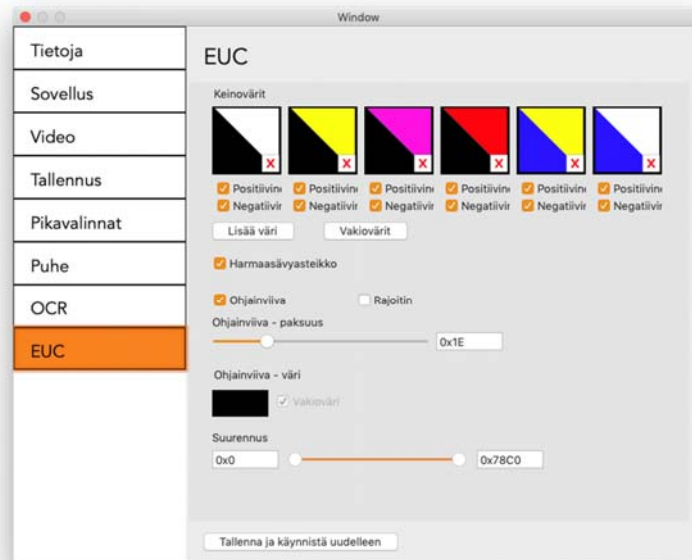 Window
Tietoja
Sovellus
Video
Tallennus
Pikavalinnat
Puhe
OCR
EUC
EUC
Keinovärit
X X X X X X
Positiivin Positiivin Positiivin Positiivin Positiivin Positiivin
Negatiivir Negatiivir Negatiivir Negatiivir Negatiivir Negatiivir
Lisää väri Vakiovärit
Harmaasävyasteikko
Ohjainviiva Rajoitin
Ohjainviiva - paksuus
0x1E
Ohjainviiva - väri
Vakioväri
Suurennus
0x0 0x78C0
Tallenna ja käynnistä uudelleen